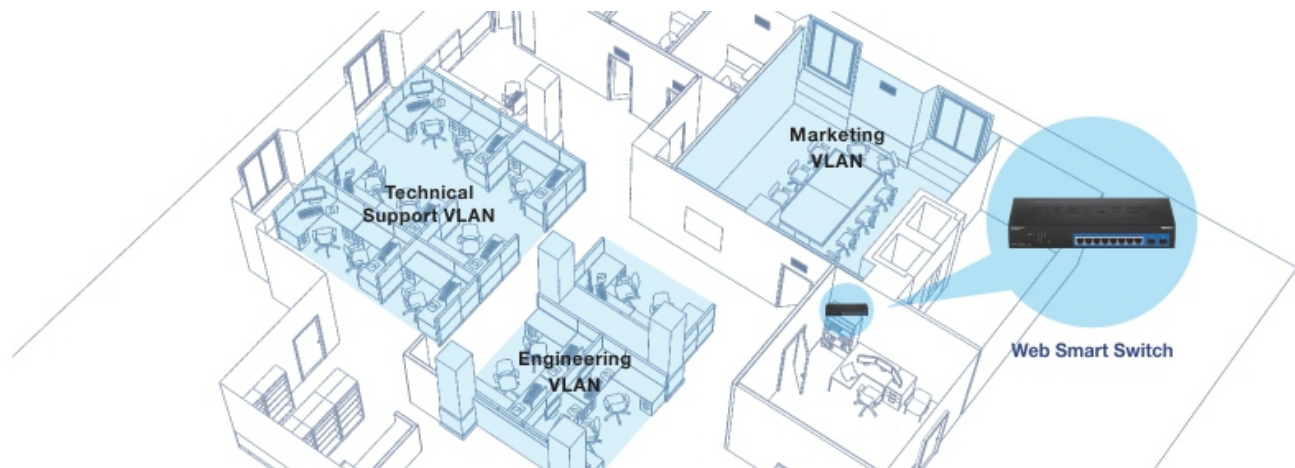 Marketing
VLAN
Technical
Support VLAN
Engineering
VLAN
Web Smart Switch